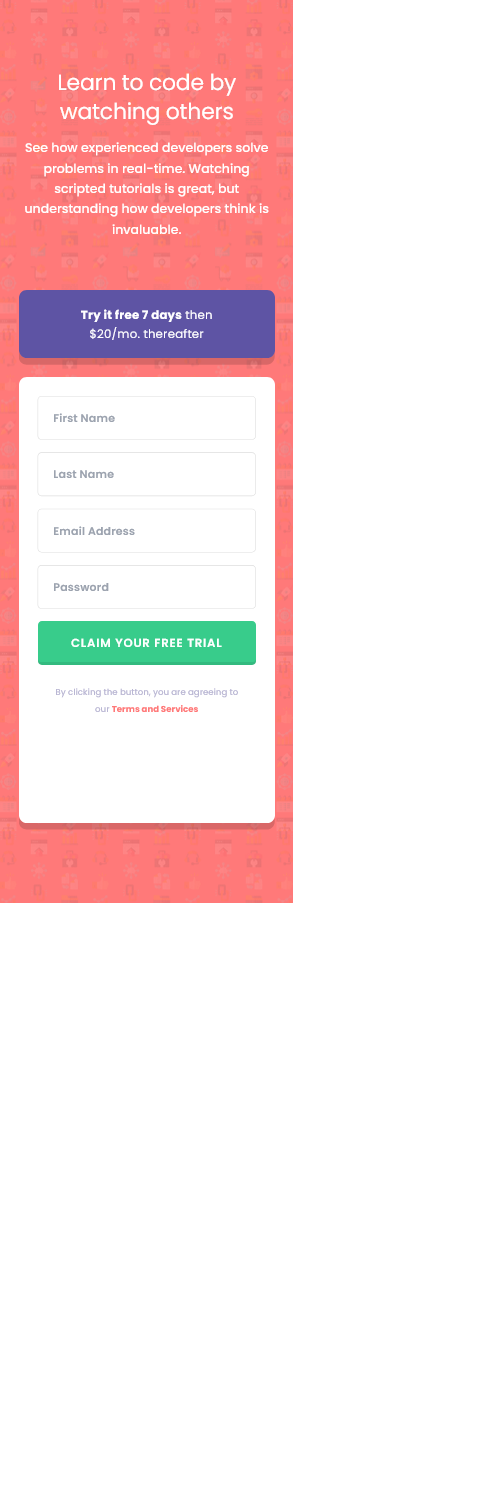 Learn to code by
watching others
See how experienced developers solve
problems in real-time. Watching
scripted tutorials is great, but
understanding how developers think is
invaluable.
Try it free 7 days then
$20/mo. thereafter
First Name
Last Name
Email Address
Password
CLAIM YOUR FREE TRIAL
By clicking the button, you are agreeing to
our Terms and Services